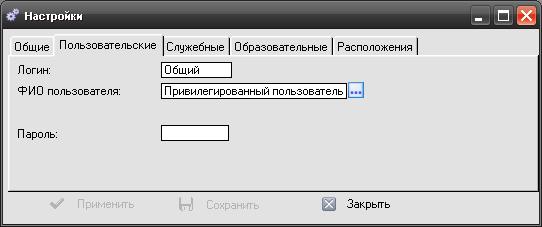 Настройки
Общие Пользовательские Служебные Образовательные Расположения
Логин: Общий
ФИО пользователя: Привилегированный пользователь ...
Пароль:
Применить Сохранить Закрыть